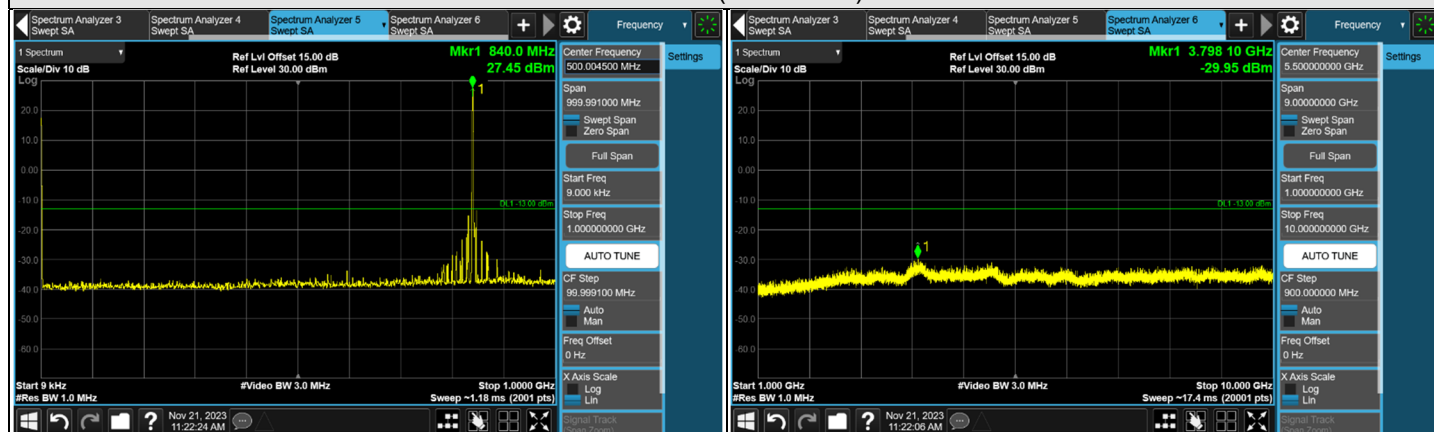 Spectrum Analyzer 3
Swept SA
Spectrum Analyzer 4
Swept SA
Spectrum Analyzer 5
Swept SA
Spectrum Analyzer 6
Swept SA
+
Frequency
1 Spectrum
Scale/Div 10 dB
Log
Ref Lvl Offset 15.00 dB
Ref Level 30.00 dBm
Mkr1 840.0 MHz
27.45 dBm
1
20.0
10.0
0.00
-10.0
-20.0
-30.0
-40.0
-50.0
-60.0
DL1 -13.00 dBm
Start 9 kHz
#Res BW 1.0 MHz
#Video BW 3.0 MHz
Stop 1.0000 GHz
Sweep ~1.18 ms (2001 pts)
Center Frequency
500.004500 MHz
Settings
Span
999.991000 MHz
Swept Span
Zero Span
Full Span
Start Freq
9.000 kHz
Stop Freq
1.000000000 GHz
AUTO TUNE
CF Step
99.999100 MHz
Auto
Man
Freq Offset
0 Hz
X Axis Scale
Log
Lin
Signal Track
(Span Zoom)
?
Nov 21, 2023
11:22:24 AM
Spectrum Analyzer 3
Swept SA
Spectrum Analyzer 4
Swept SA
Spectrum Analyzer 5
Swept SA
Spectrum Analyzer 6
Swept SA
+
Frequency
1 Spectrum
Scale/Div 10 dB
Log
Ref Lvl Offset 15.00 dB
Ref Level 30.00 dBm
Mkr1 3.798 10 GHz
-29.95 dBm
1
20.0
10.0
0.00
-10.0
-20.0
-30.0
-40.0
-50.0
-60.0
DL1 -13.00 dBm
Start 1.000 GHz
#Res BW 1.0 MHz
#Video BW 3.0 MHz
Stop 10.000 GHz
Sweep ~17.4 ms (2001 pts)
Center Frequency
5.500000000 GHz
Settings
Span
9.00000000 GHz
Swept Span
Zero Span
Full Span
Start Freq
1.000000000 GHz
Stop Freq
10.000000000 GHz
AUTO TUNE
CF Step
900.000000 MHz
Auto
Man
Freq Offset
0 Hz
X Axis Scale
Log
Lin
Signal Track
(Span Zoom)
?
Nov 21, 2023
11:22:06 AM